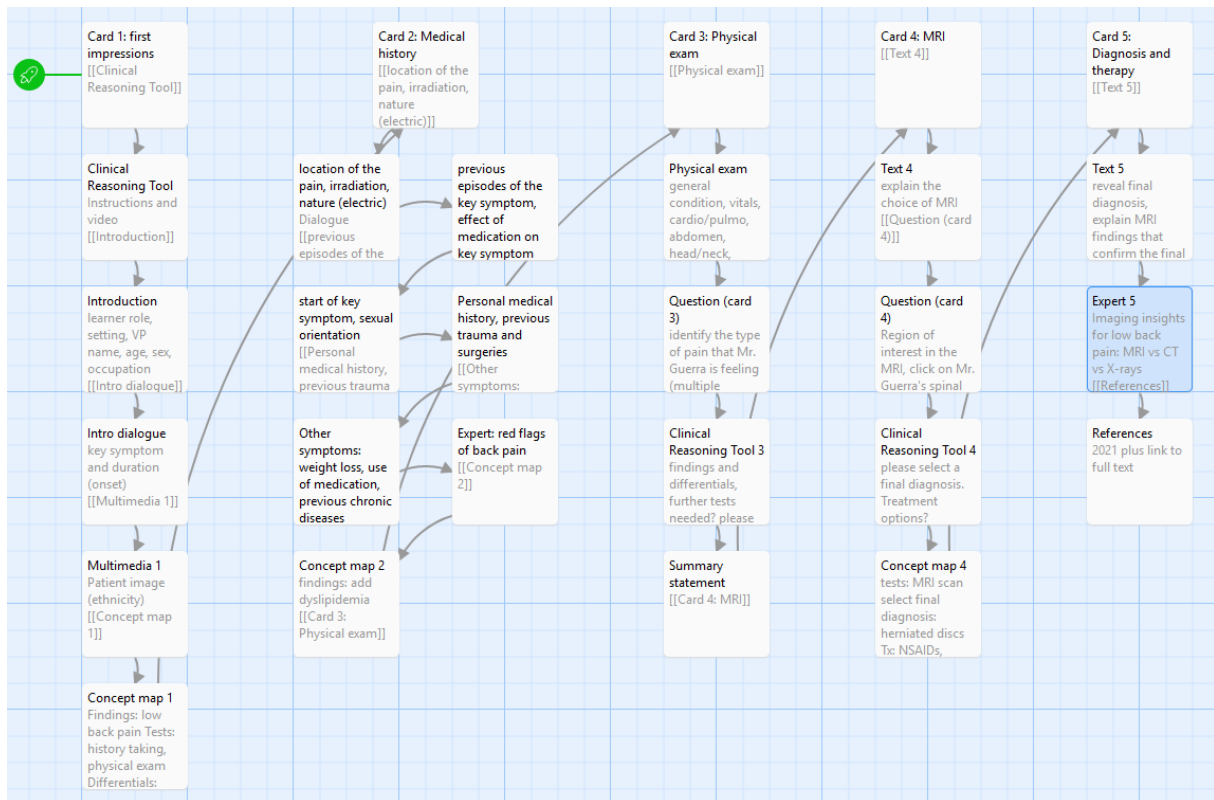 Card 1: first
impressions
[[Clinical
Reasoning Tool]]
Clinical
Reasoning Tool
Instructions and
video
[[Introduction]]
Introduction
learner role,
setting, VP
name, age, sex,
occupation
[[Intro dialogue]]
Intro dialogue
key symptom
and duration
(onset)
[[Multimedia 1]]
Multimedia 1
Patient image
(ethnicity)
[[Concept map
1]]
Concept map 1
Findings: low
back pain Tests:
history taking,
physical exam
Differentials:
Card 2: Medical
history
[[location of the
pain, irradiation,
nature
(electric)]]
location of the
pain, irradiation,
nature (electric)
Dialogue
[[previous
episodes of the
previous
episodes of the
key symptom,
effect of
medication on
key symptom
start of key
symptom, sexual
orientation
[[Personal
medical history,
previous trauma
Personal medical
history, previous
trauma and
surgeries
[[Other
symptoms:
Other
symptoms:
weight loss, use
of medication,
previous chronic
diseases
Expert: red flags
of back pain
[[Concept map
2]]
Concept map 2
findings: add
dyslipidemia
[[Card 3:
Physical exam]]
Card 3: Physical
exam
[[Physical exam]]
Physical exam
general
condition, vitals,
cardio/pulmo,
abdomen,
head/neck,
Question (card
3)
identify the type
of pain that Mr.
Guerra is feeling
(multiple
Clinical
Reasoning Tool 3
findings and
differentials,
further tests
needed? please
Summary
statement
[[Card 4: MRI]]
Card 4: MRI
[[Text 4]]
Text 4
explain the
choice of MRI
[[Question (card
4)]]
Question (card
4)
Region of
interest in the
MRI, click on Mr.
Guerra's spinal
Clinical
Reasoning Tool 4
please select a
final diagnosis.
Treatment
options?
Concept map 4
tests: MRI scan
select final
diagnosis:
herniated discs
Tx: NSAIDs,
Card 5:
Diagnosis and
therapy
[[Text 5]]
Text 5
reveal final
diagnosis,
explain MRI
findings that
confirm the final
Expert 5
Imaging insights
for low back
pain: MRI vs CT
vs X-rays
[[References]]
References
2021 plus link to
full text